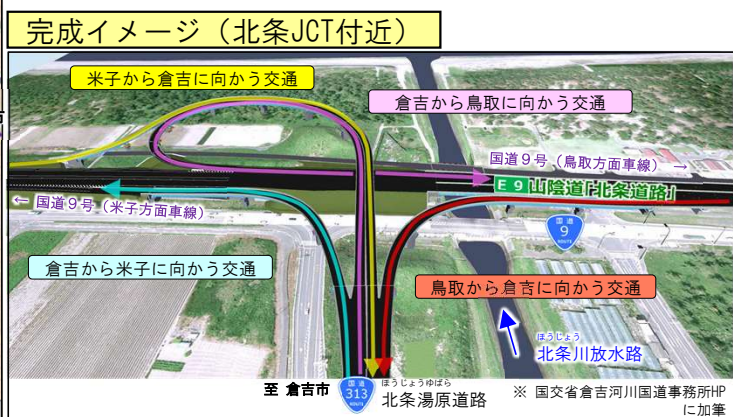 完成イメージ（北条JCT付近）
米子から倉吉に向かう交通
倉吉から鳥取に向かう交通
国道９号（鳥取方面車線） →
E 9 山陰道「北条道路」
← 国道９号（米子方面車線）
国道
9
ROUTE
倉吉から米子に向かう交通
鳥取から倉吉に向かう交通
ほうじょう
北条川放水路
至 倉吉市
国道
313
ROUTE
ほうじょうゆばら
北条湯原道路
※ 国交省倉吉河川国道事務所HP
に加筆